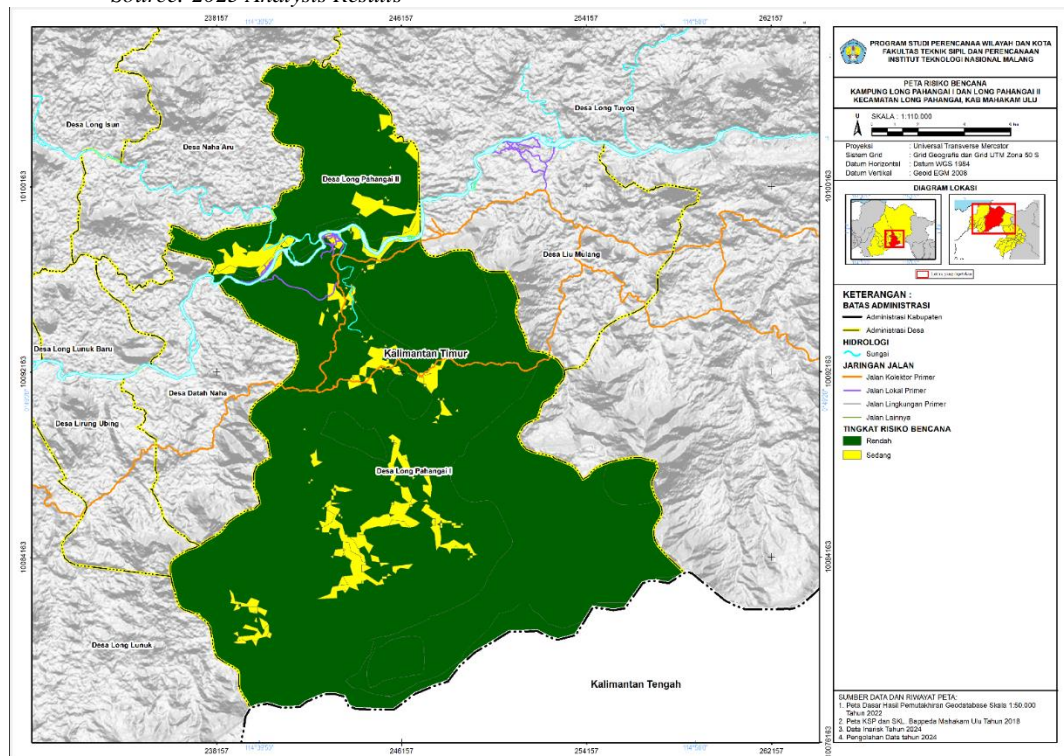 Source: 2025 Analysis Results
238157
246157
254157
262157
10100163
10092163
10084163
10076163
Desa Long Isun
Desa Naha Aru
Desa Long Tuyoq
Desa Long Pahangai II
Desa Liu Mulang
Desa Long Lunuk Baru
Kalimantan Timur
Desa Datah Naha
Desa Lirung Ubing
Desa Long Pahangai I
Desa Long Lunuk
Kalimantan Tengah
10100163
10092163
10084163
10076163
238157
246157
254157
262157
PROGRAM STUDI PERENCANAA WILAYAH DAN KOTA
FAKULTAS TEKNIK SIPIL DAN PERENCANAAN
INSTITUT TEKNOLOGI NASIONAL MALANG
PETA RISIKO BENCANA
KAMPUNG LONG PAHANGAI I DAN LONG PAHANGAI II
KECAMATAN LONG PAHANGAI, KAB MAHAKAM ULU
U
SKALA : 1:110.000
Proyeksi : Universal Transverse Mercator
Sistem Grid : Grid Geografis dan Grid UTM Zona 50 S
Datum Horizontal : Datum WGS 1984
Datum Vertikal : Geoid EGM 2008
DIAGRAM LOKASI
KETERANGAN :
BATAS ADMINISTRASI
Administrasi Kabupaten
Administrasi Desa
HIDROLOGI
Sungai
JARINGAN JALAN
Jalan Kolektor Primer
Jalan Lokal Primer
Jalan Lingkungan Primer
Jalan Lainnya
TINGKAT RISIKO BENCANA
Rendah
Sedang
SUMBER DATA DAN RIWAYAT PETA:
1. Peta Dasar Hasil Pemutakhiran Geodatabase Skala 1:50.000
Tahun 2022
2. Peta KSP dan SKL, Bappeda Mahakam Ulu Tahun 2018
3. Data Inarisk Tahun 2024
4. Pengolahan Data tahun 2024